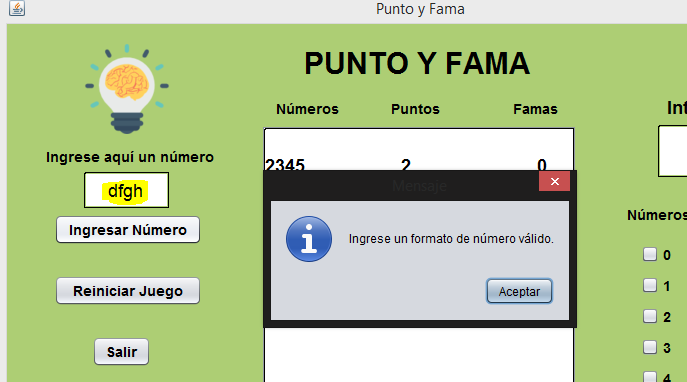 Punto y Fama
PUNTO Y FAMA
Números Puntos Famas
Ingrese aquí un número
dfgh
Ingresar Número
Reiniciar Juego
Salir
2345 2 0
Mensaje
Ingrese un formato de número válido.
Aceptar
Int
Números
0
1
2
3
4